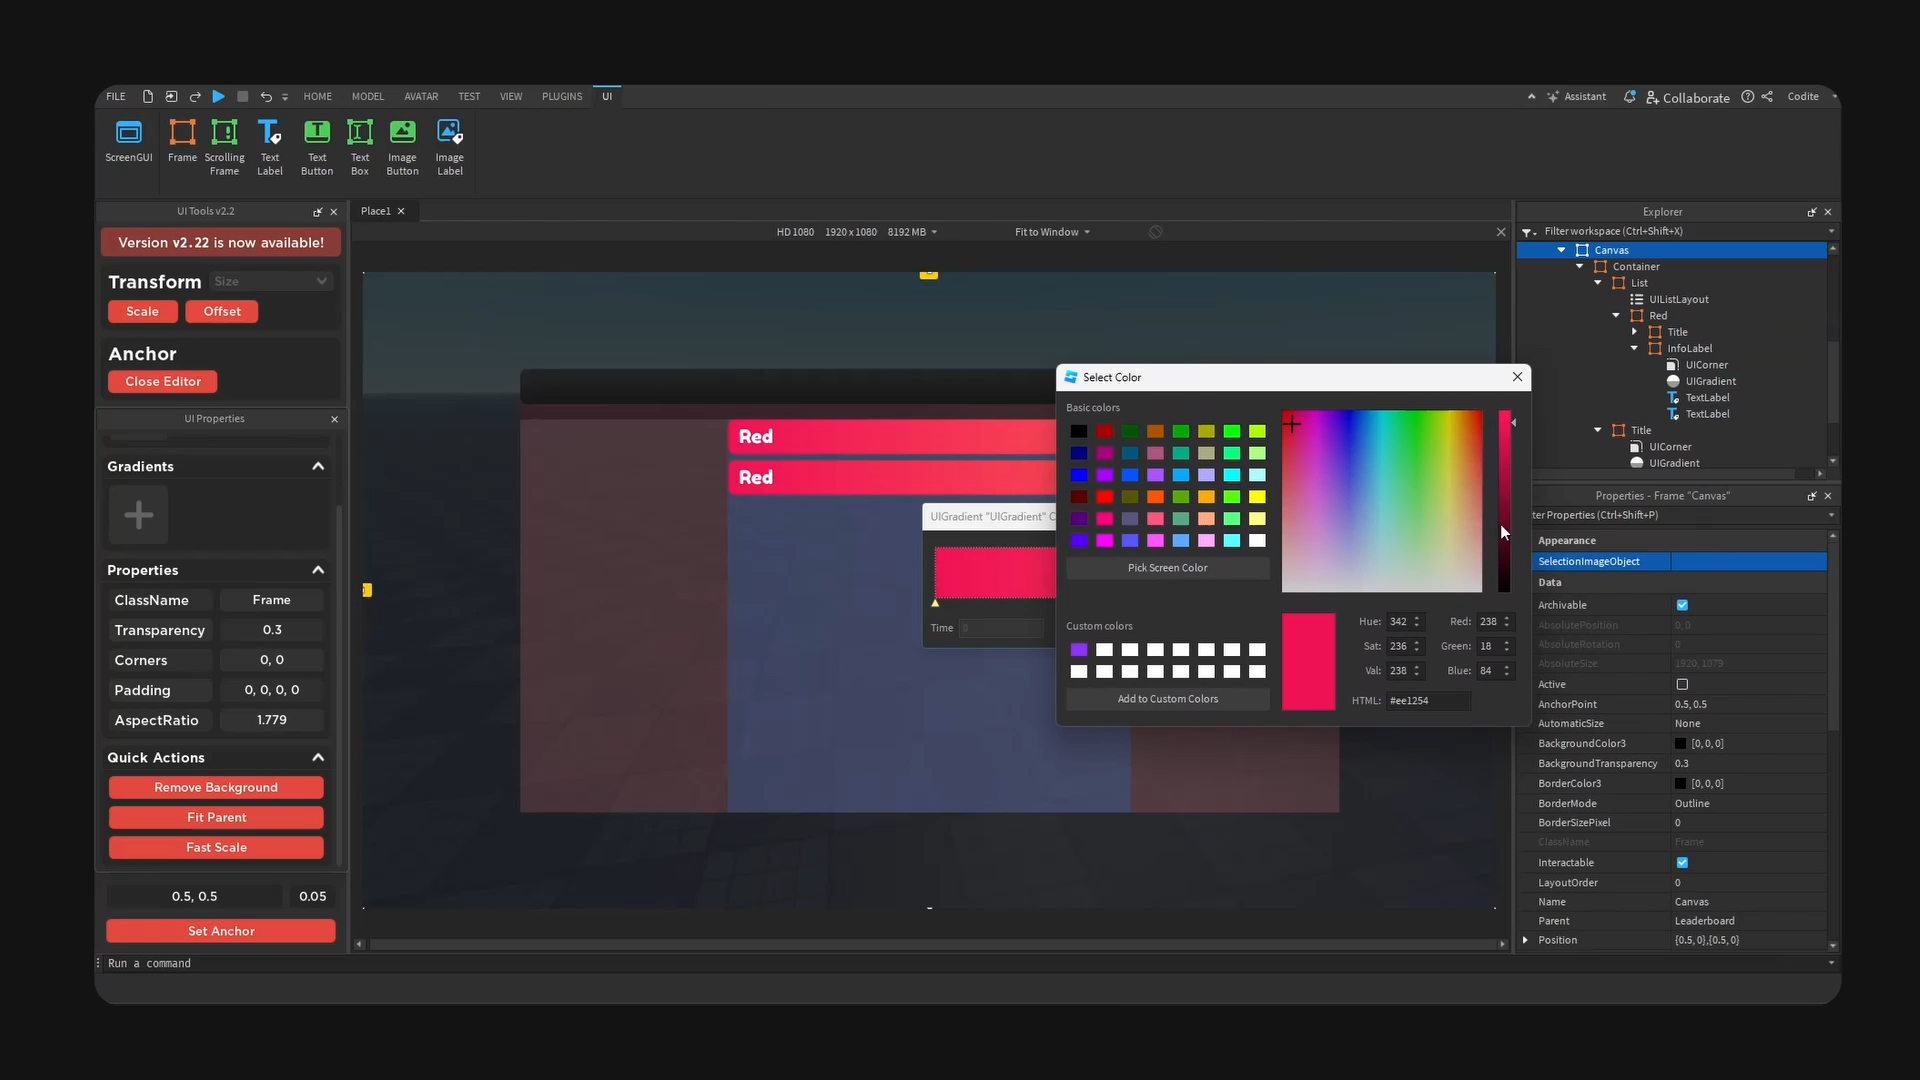 FILE HOME MODEL AVATAR TEST VIEW PLUGINS UI Assistant Collaborate Codite
ScreenGUI Frame Scrolling Frame Text Label Text Button Text Box Image Button Image Label
UI Tools v2.2
Version v2.22 is now available!
Transform Size
Scale Offset
Anchor
Close Editor
UI Properties
Gradients
Properties
ClassName Frame
Transparency 0.3
Corners 0, 0
Padding 0, 0, 0, 0
AspectRatio 1.779
Quick Actions
Remove Background
Fit Parent
Fast Scale
0.5, 0.5 0.05
Set Anchor
Run a command
Place1
HD 1080 1920 x 1080 8192 MB Fit to Window
Red
Red
UIGradient "UIGradient" C
Time 0
Select Color
Basic colors
Pick Screen Color
Custom colors
Add to Custom Colors
Hue: 342 Red: 238
Sat: 236 Green: 18
Val: 238 Blue: 84
HTML: #ee1254
Explorer
Filter workspace (Ctrl+Shift+X)
Canvas
Container
List
UIListLayout
Red
Title
InfoLabel
UICorner
UIGradient
TextLabel
TextLabel
Title
UICorner
UIGradient
Properties - Frame "Canvas"
ter Properties (Ctrl+Shift+P)
Appearance
SelectionImageObject
Data
Archivable
AbsolutePosition 0, 0
AbsoluteRotation 0
AbsoluteSize 1920, 1079
Active
AnchorPoint 0.5, 0.5
AutomaticSize None
BackgroundColor3 [0, 0, 0]
BackgroundTransparency 0.3
BorderColor3 [0, 0, 0]
BorderMode Outline
BorderSizePixel 0
ClassName Frame
Interactable
LayoutOrder 0
Name Canvas
Parent Leaderboard
Position {0.5, 0},{0.5, 0}